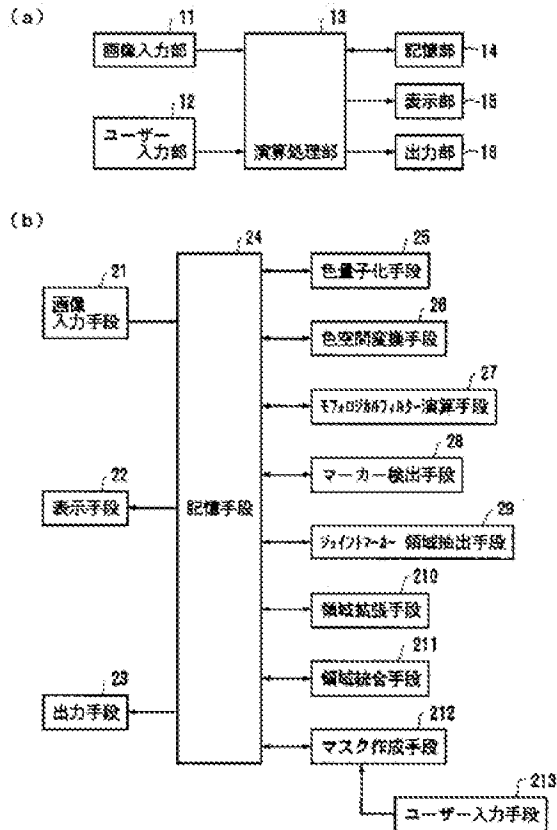 (a)
11
画像入力部
12
ユーザー
入力部
13
演算処理部
記憶部
14
表示部
15
出力部
16
(b)
21
画像
入力手段
22
表示手段
23
出力手段
24
記憶手段
25
色量子化手段
26
色空間変換手段
27
モフォロジカルフィルター演算手段
28
マーカー検出手段
29
ジョイントマーカー 領域抽出手段
210
領域拡張手段
211
領域統合手段
212
マスク作成手段
213
ユーザー入力手段